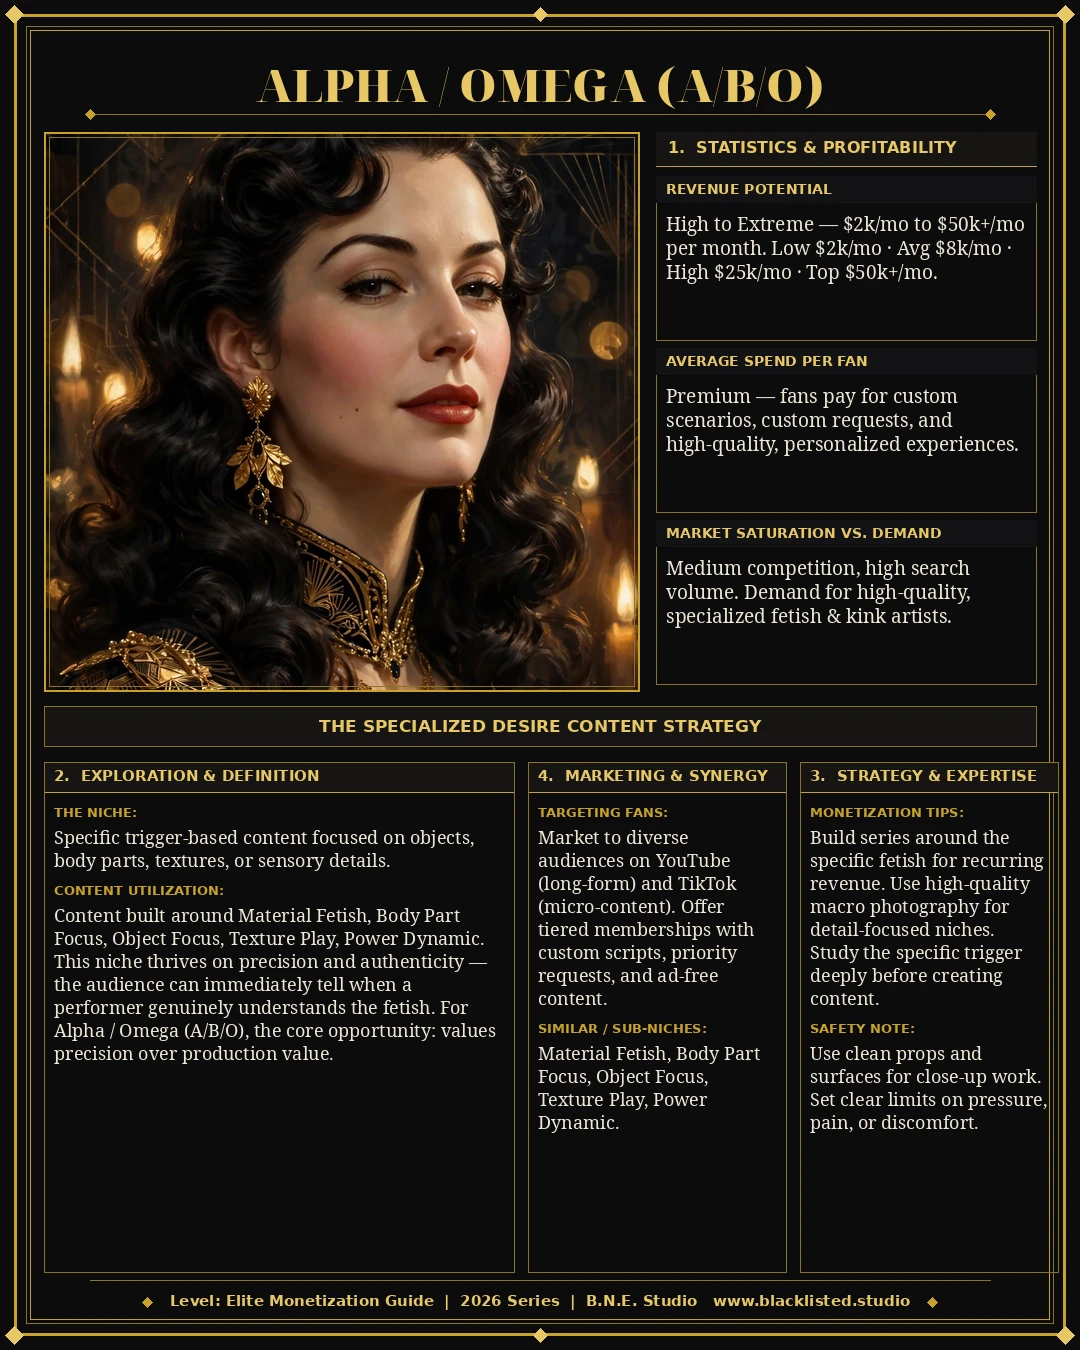 ALPHA / OMEGA (A/B/O)
1. STATISTICS & PROFITABILITY
REVENUE POTENTIAL
High to Extreme — $2k/mo to $50k+/mo
per month. Low $2k/mo · Avg $8k/mo ·
High $25k/mo · Top $50k+/mo.
AVERAGE SPEND PER FAN
Premium — fans pay for custom
scenarios, custom requests, and
high-quality, personalized experiences.
MARKET SATURATION VS. DEMAND
Medium competition, high search
volume. Demand for high-quality,
specialized fetish & kink artists.
THE SPECIALIZED DESIRE CONTENT STRATEGY
2. EXPLORATION & DEFINITION
THE NICHE:
Specific trigger-based content focused on objects,
body parts, textures, or sensory details.
CONTENT UTILIZATION:
Content built around Material Fetish, Body Part
Focus, Object Focus, Texture Play, Power Dynamic.
This niche thrives on precision and authenticity —
the audience can immediately tell when a
performer genuinely understands the fetish. For
Alpha / Omega (A/B/O), the core opportunity: values
precision over production value.
4. MARKETING & SYNERGY
TARGETING FANS:
Market to diverse
audiences on YouTube
(long-form) and TikTok
(micro-content). Offer
tiered memberships with
custom scripts, priority
requests, and ad-free
content.
SIMILAR / SUB-NICHES:
Material Fetish, Body Part
Focus, Object Focus,
Texture Play, Power
Dynamic.
3. STRATEGY & EXPERTISE
MONETIZATION TIPS:
Build series around the
specific fetish for recurring
revenue. Use high-quality
macro photography for
detail-focused niches.
Study the specific trigger
deeply before creating
content.
SAFETY NOTE:
Use clean props and
surfaces for close-up work.
Set clear limits on pressure,
pain, or discomfort.
Level: Elite Monetization Guide | 2026 Series | B.N.E. Studio www.blacklisted.studio